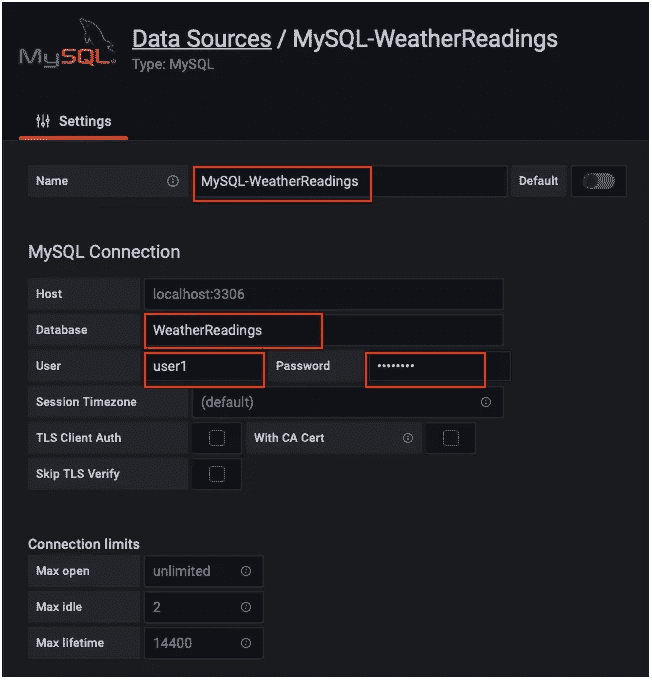 MySQL®
Data Sources / MySQL-WeatherReadings
Type: MySQL
Settings
Name MySQL-WeatherReadings Default
MySQL Connection
Host localhost:3306
Database WeatherReadings
User user1 Password ••••••••
Session Timezone (default)
TLS Client Auth With CA Cert
Skip TLS Verify
Connection limits
Max open unlimited
Max idle 2
Max lifetime 14400